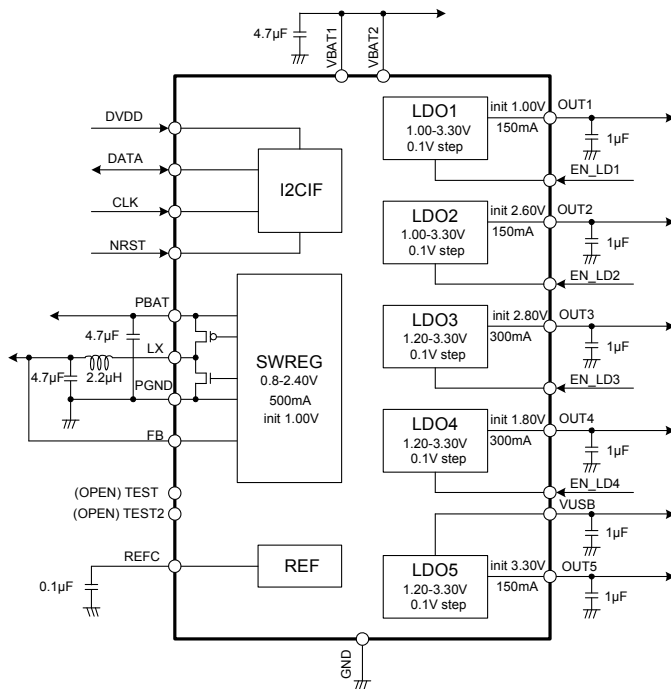 4.7μF
VBAT1
VBAT2
DVDD
DATA
CLK
NRST
I2CIF
PBAT
4.7μF
LX
4.7μF
2.2μH
PGND
FB
SWREG
0.8-2.40V
500mA
init 1.00V
(OPEN) TEST
(OPEN) TEST2
REFC
0.1μF
REF
GND
LDO1
1.00-3.30V
0.1V step
init 1.00V
150mA
OUT1
1μF
EN_LD1
LDO2
1.00-3.30V
0.1V step
init 2.60V
150mA
OUT2
1μF
EN_LD2
LDO3
1.20-3.30V
0.1V step
init 2.80V
300mA
OUT3
1μF
EN_LD3
LDO4
1.20-3.30V
0.1V step
init 1.80V
300mA
OUT4
1μF
EN_LD4
VUSB
1μF
LDO5
1.20-3.30V
0.1V step
init 3.30V
150mA
OUT5
1μF